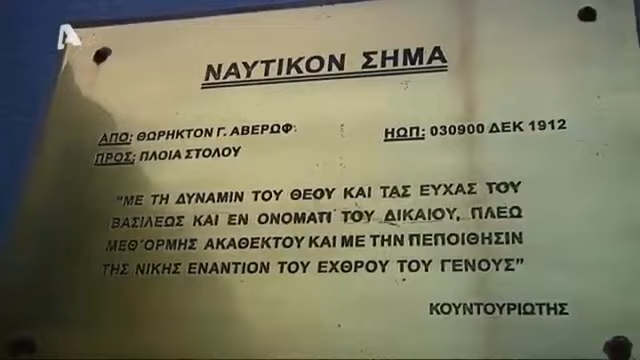 A
ΝΑΥΤΙΚΟΝ ΣΗΜΑ
ΑΠΟ: ΘΩΡΗΚΤΟΝ Γ. ΑΒΕΡΩΦ ΗΩΠ: 030900 ΔΕΚ 1912
ΠΡΟΣ: ΠΛΟΙΑ ΣΤΟΛΟΥ
"ΜΕ ΤΗ ΔΥΝΑΜΙΝ ΤΟΥ ΘΕΟΥ ΚΑΙ ΤΑΣ ΕΥΧΑΣ ΤΟΥ
ΒΑΣΙΛΕΩΣ ΚΑΙ ΕΝ ΟΝΟΜΑΤΙ ΤΟΥ ΔΙΚΑΙΟΥ, ΠΛΕΩ
ΜΕΘ΄ΟΡΜΗΣ ΑΚΑΘΕΚΤΟΥ ΚΑΙ ΜΕ ΤΗΝ ΠΕΠΟΙΘΗΣΙΝ
ΤΗΣ ΝΙΚΗΣ ΕΝΑΝΤΙΟΝ ΤΟΥ ΕΧΘΡΟΥ ΤΟΥ ΓΕΝΟΥΣ"
ΚΟΥΝΤΟΥΡΙΩΤΗΣ